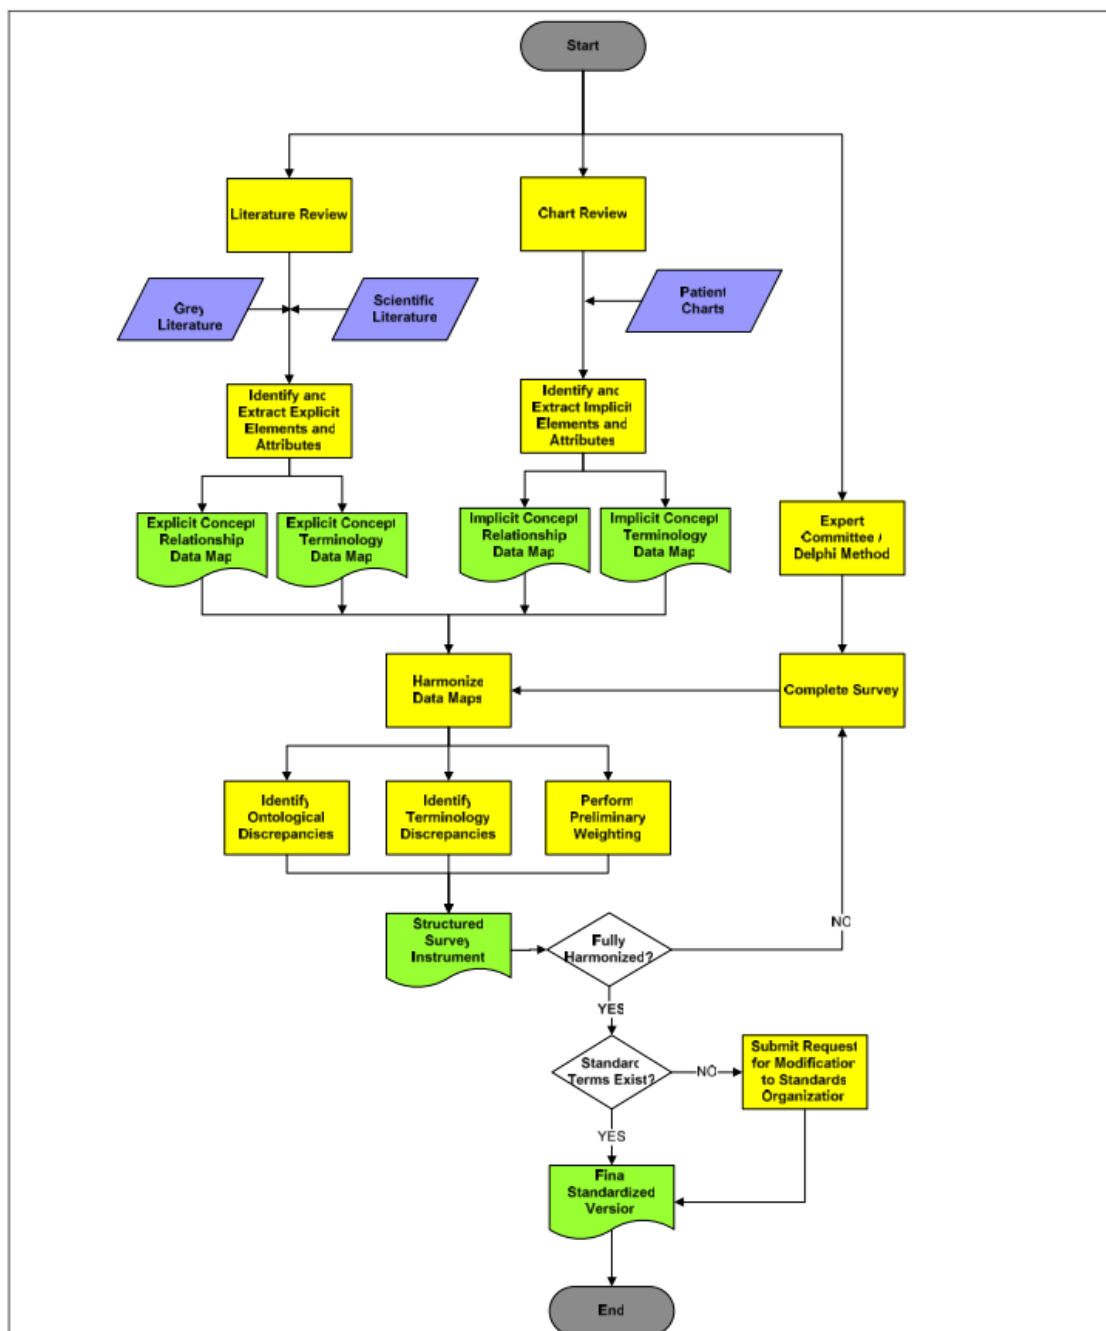 Start
Literature Review
Chart Review
Grey
Literature
Scientific
Literature
Patient
Charts
Identify and
Extract Explicit
Elements and
Attributes
Identify and
Extract Implicit
Elements and
Attributes
Explicit Concept
Relationship
Data Map
Explicit Concept
Terminology
Data Map
Implicit Concept
Relationship
Data Map
Implicit Concept
Terminology
Data Map
Expert
Committee /
Delphi Method
Harmonize
Data Maps
Complete Survey
Identify
Ontological
Discrepancies
Identify
Terminology
Discrepancies
Perform
Preliminary
Weighting
Structured
Survey
Instrument
Fully
Harmonized?
NO
YES
Standard
Terms Exist?
NO
Submit Request
for Modification
to Standards
Organization
YES
Final
Standardized
Version
End